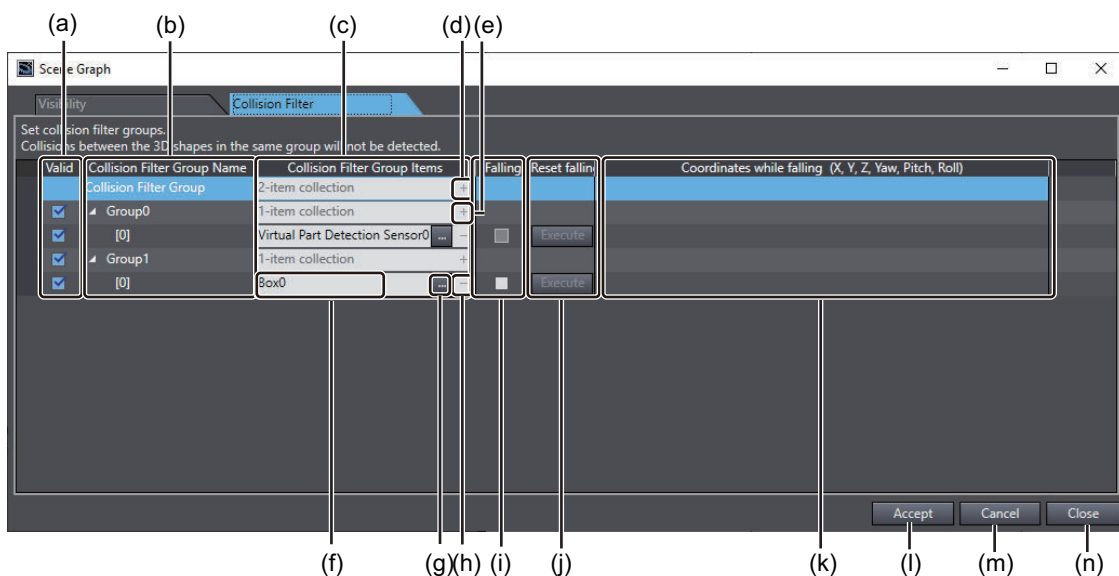 (a) (b) (c) (d) (e)
Scene Graph
Visibility Collision Filter
Set collision filter groups.
Collisions between the 3D shapes in the same group will not be detected.
Valid Collision Filter Group Name Collision Filter Group Items Falling Reset falling Coordinates while falling (X, Y, Z, Yaw, Pitch, Roll)
Collision Filter Group 2-item collection +
Group0 1-item collection +
[0] Virtual Part Detection Sensor0 ... − Execute
Group1 1-item collection +
[0] Box0 ... − Execute
Accept Cancel Close
(f) (g) (h) (i) (j) (k) (l) (m) (n)